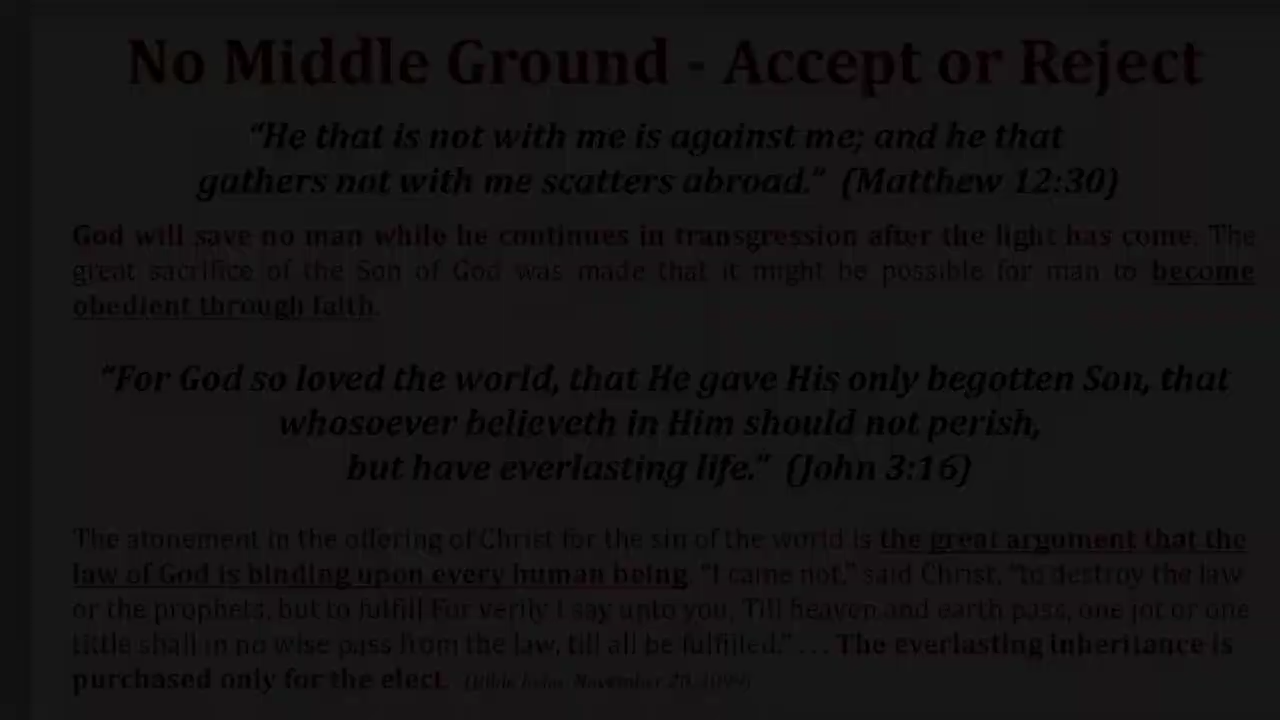 No Middle Ground - Accept or Reject
“He that is not with me is against me; and he that
gathers not with me scatters abroad.” (Matthew 12:30)
God will save no man while he continues in transgression after the light has come. The
great sacrifice of the Son of God was made that it might be possible for man to become
obedient through faith.
“For God so loved the world, that He gave His only begotten Son, that
whosoever believeth in Him should not perish,
but have everlasting life.” (John 3:16)
The atonement in the offering of Christ for the sin of the world is the great argument that the
law of God is binding upon every human being. “I came not,” said Christ, “to destroy the law
or the prophets, but to fulfill For verily I say unto you, Till heaven and earth pass, one jot or one
tittle shall in no wise pass from the law, till all be fulfilled.” ... The everlasting inheritance is
purchased only for the elect. November